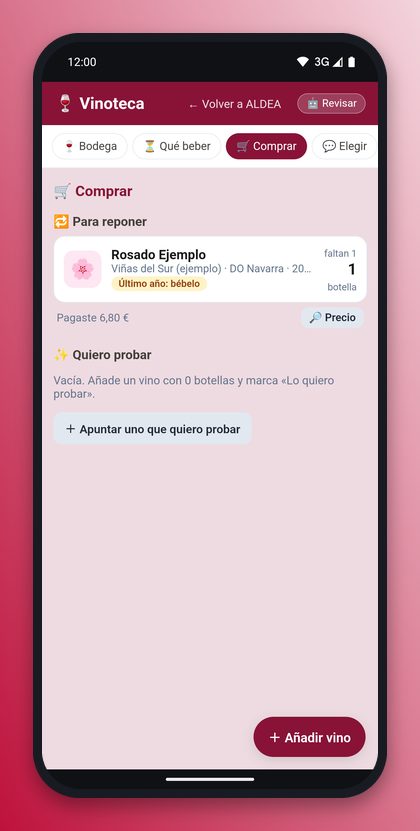 12:00
3G
Vinoteca
← Volver a ALDEA
Revisar
Bodega
Qué beber
Comprar
Elegir
Comprar
Para reponer
Rosado Ejemplo
Viñas del Sur (ejemplo) · DO Navarra · 20...
Último año: bébelo
faltan 1
1
botella
Pagaste 6,80 €
Precio
Quiero probar
Vacía. Añade un vino con 0 botellas y marca «Lo quiero
probar».
+ Apuntar uno que quiero probar
+ Añadir vino